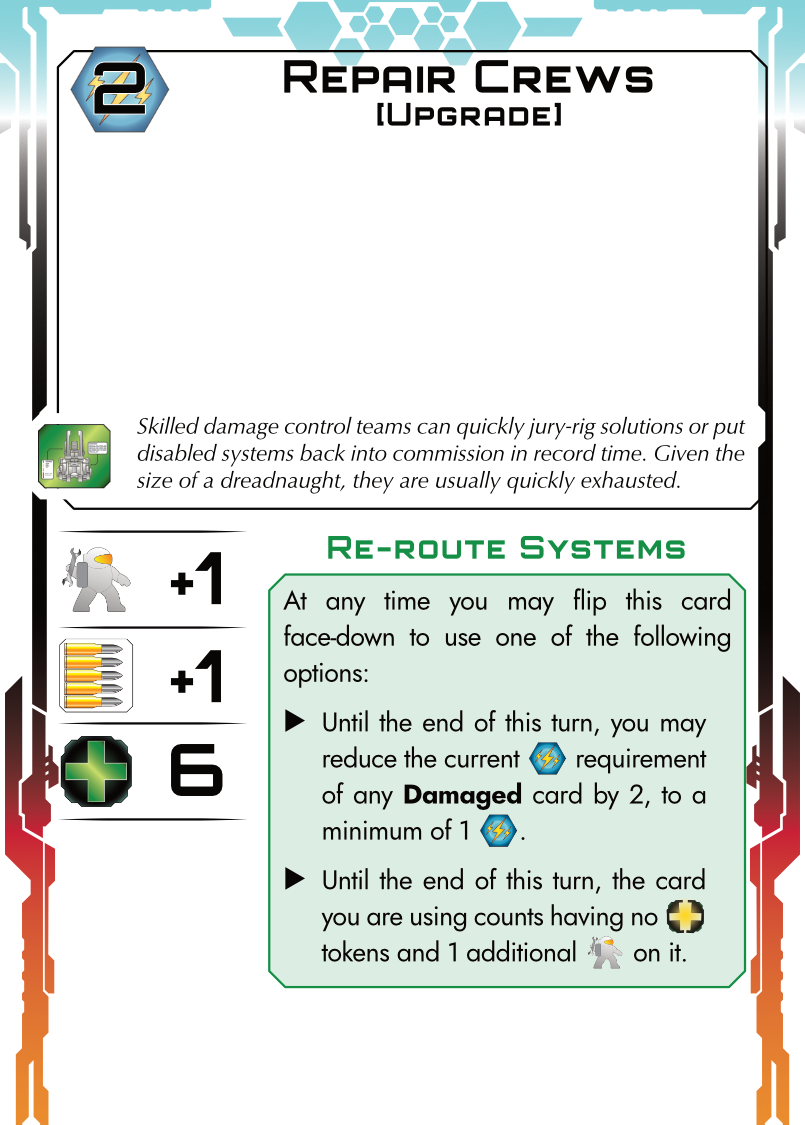 2
Repair Crews
[Upgrade]
Skilled damage control teams can quickly jury-rig solutions or put
disabled systems back into commission in record time. Given the
size of a dreadnaught, they are usually quickly exhausted.
+1
+1
6
Re-route Systems
At any time you may flip this card
face-down to use one of the following
options:
▶ Until the end of this turn, you may
reduce the current requirement
of any Damaged card by 2, to a
minimum of 1 .
▶ Until the end of this turn, the card
you are using counts having no
tokens and 1 additional on it.